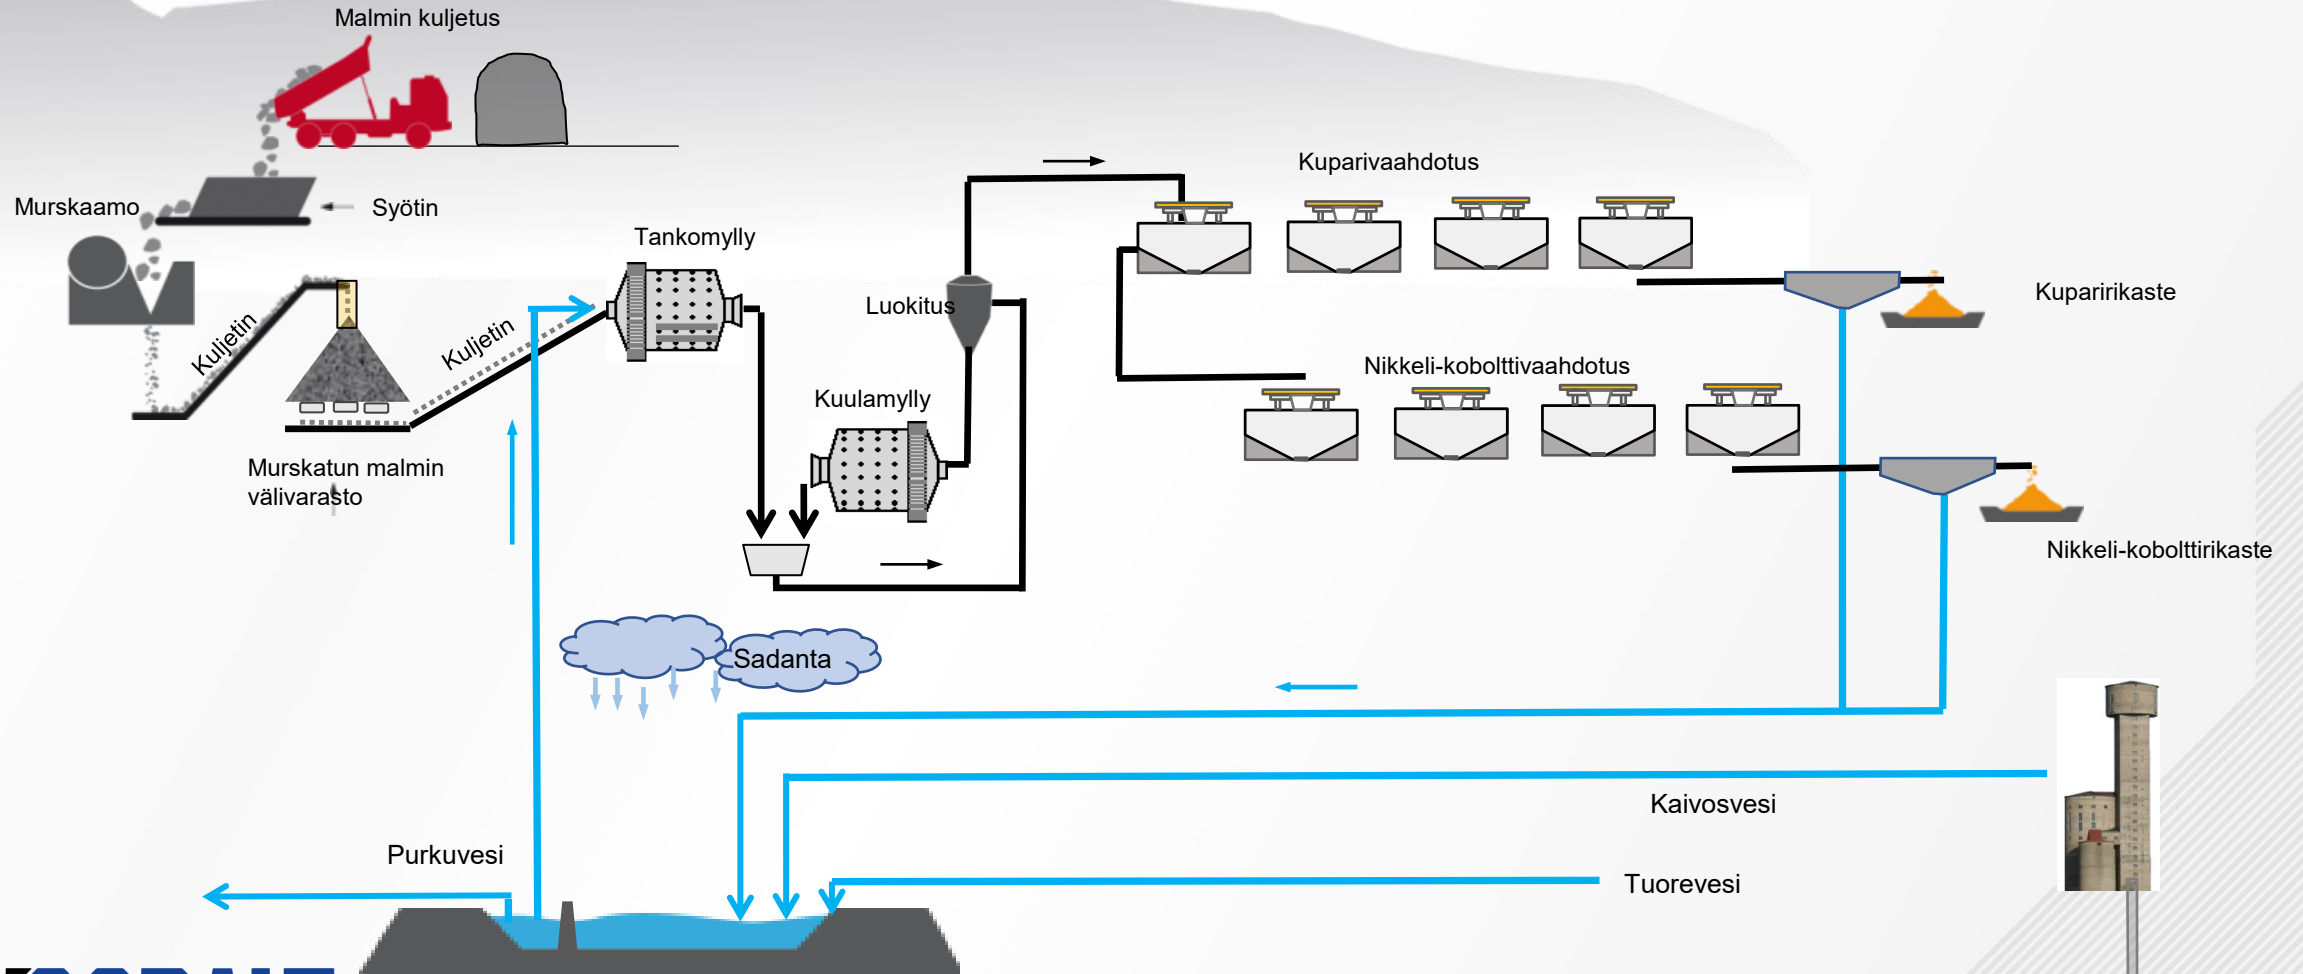 Malmin kuljetus
Murskaamo
Syötin
Kuljetin
Kuljetin
Murskatun malmin
välivarasto
Tankomylly
Luokitus
Kuulamylly
Kuparivaahdotus
Kuparirikaste
Nikkeli-kobolttivaahdotus
Nikkeli-kobolttirikaste
Sadanta
Kaivosvesi
Purkuvesi
Tuorevesi